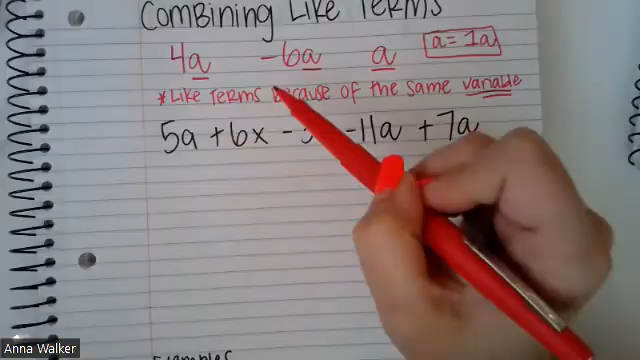 Combining Like Terms
4a -6a a a = 1a
*Like Terms because of the same variable
5a + 6x - -11a + 7a
Examples
Anna Walker